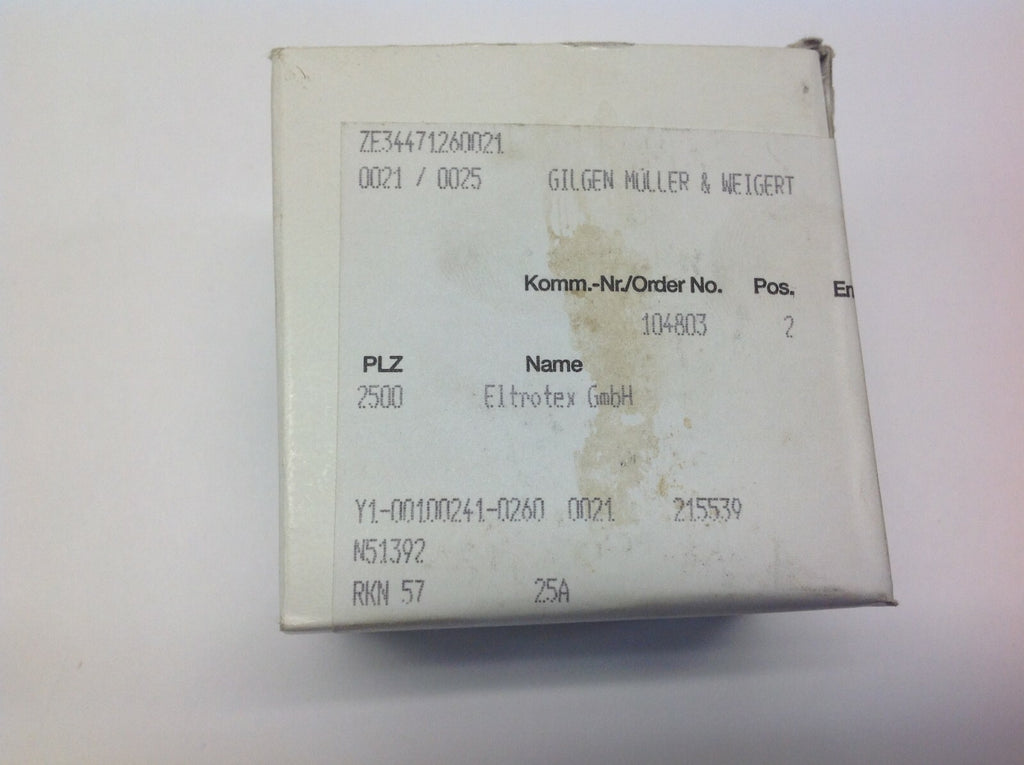 ZE34471260021
0021 / 0025 GILGEN MÜLLER & WEIGERT
Komm.-Nr./Order No. Pos. En
104803 2
PLZ Name
2500 Eltrotex GmbH
Y1-00100241-0260 0021 215539
N51392
RKN 57 25A